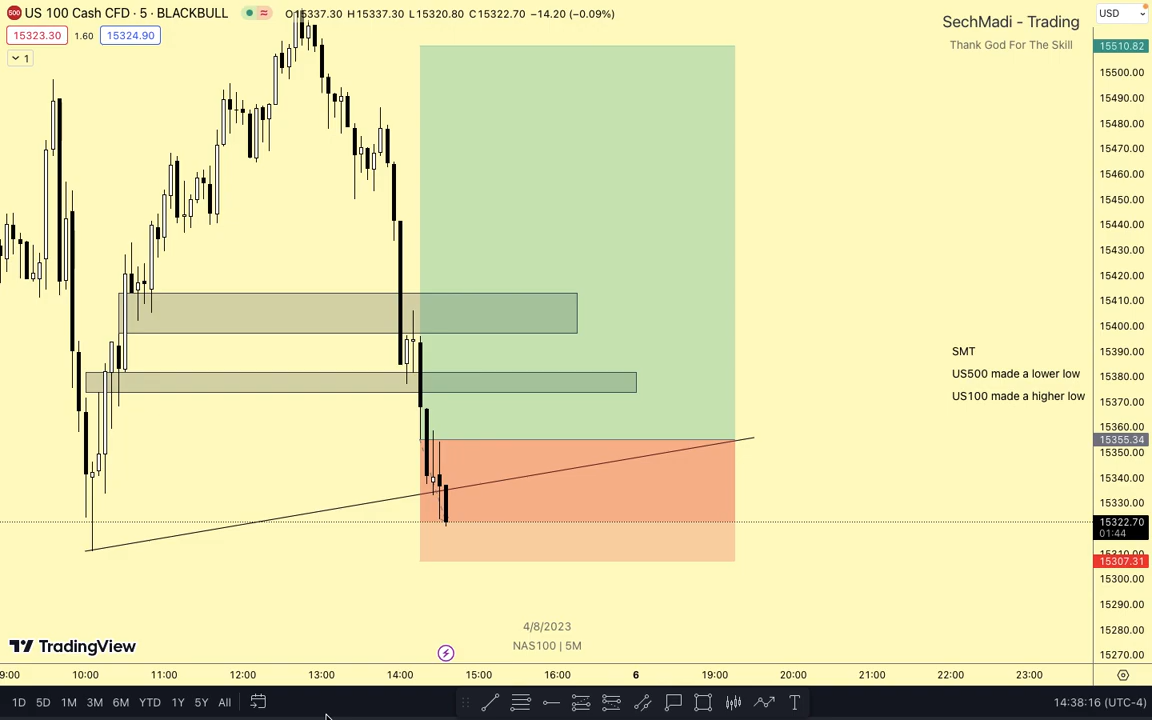 500 US 100 Cash CFD · 5 · BLACKBULL O15337.30 H15337.30 L15320.80 C15322.70 −14.20 (−0.09%)
15323.30 1.60 15324.90
1
SechMadi - Trading
Thank God For The Skill
USD
15510.82
15500.00
15490.00
15480.00
15470.00
15460.00
15450.00
15440.00
15430.00
15420.00
15410.00
15400.00
15390.00
15380.00
15370.00
15360.00
15355.34
15350.00
15340.00
15330.00
15322.70
01:44
15310.00
15307.31
15300.00
15290.00
15280.00
15270.00
SMT
US500 made a lower low
US100 made a higher low
4/8/2023
NAS100 | 5M
TradingView
9:00 10:00 11:00 12:00 13:00 14:00 15:00 16:00 6 19:00 20:00 21:00 22:00 23:00
1D 5D 1M 3M 6M YTD 1Y 5Y All
14:38:16 (UTC-4)